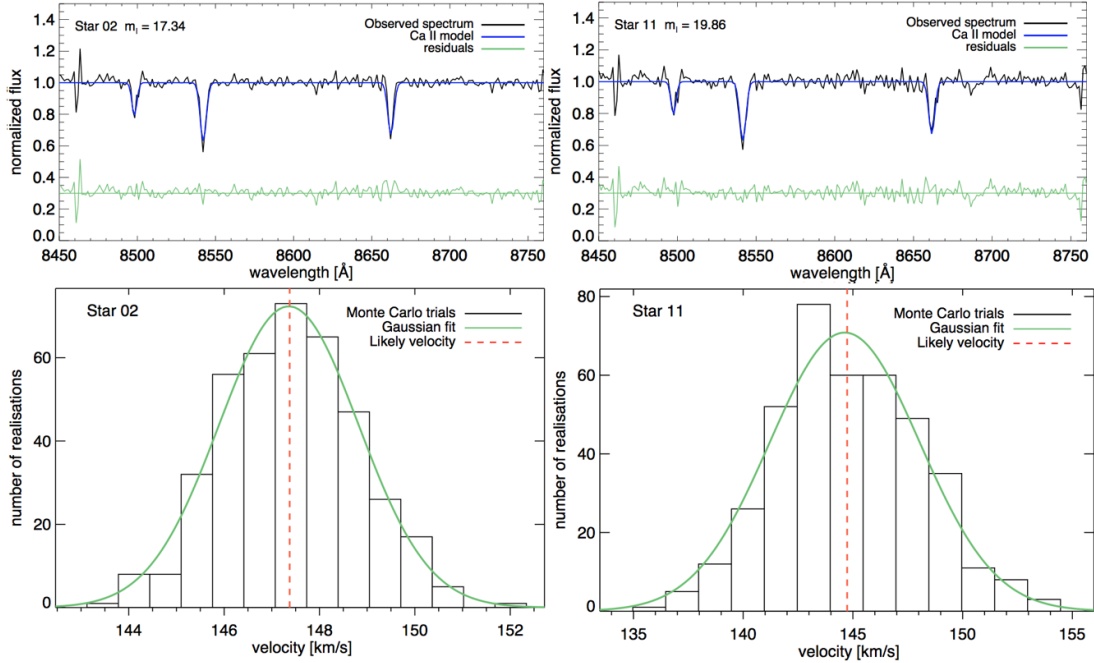 Star 02 m_I = 17.34
Observed spectrum
Ca II model
residuals
normalized flux
1.4
1.2
1.0
0.8
0.6
0.4
0.2
0.0
8450 8500 8550 8600 8650 8700 8750
wavelength [Å]
Star 11 m_I = 19.86
Observed spectrum
Ca II model
residuals
normalized flux
1.4
1.2
1.0
0.8
0.6
0.4
0.2
0.0
8450 8500 8550 8600 8650 8700 8750
wavelength [Å]
Star 02
Monte Carlo trials
Gaussian fit
Likely velocity
number of realisations
60
40
20
0
144 146 148 150 152
velocity [km/s]
Star 11
Monte Carlo trials
Gaussian fit
Likely velocity
number of realisations
80
60
40
20
0
135 140 145 150 155
velocity [km/s]